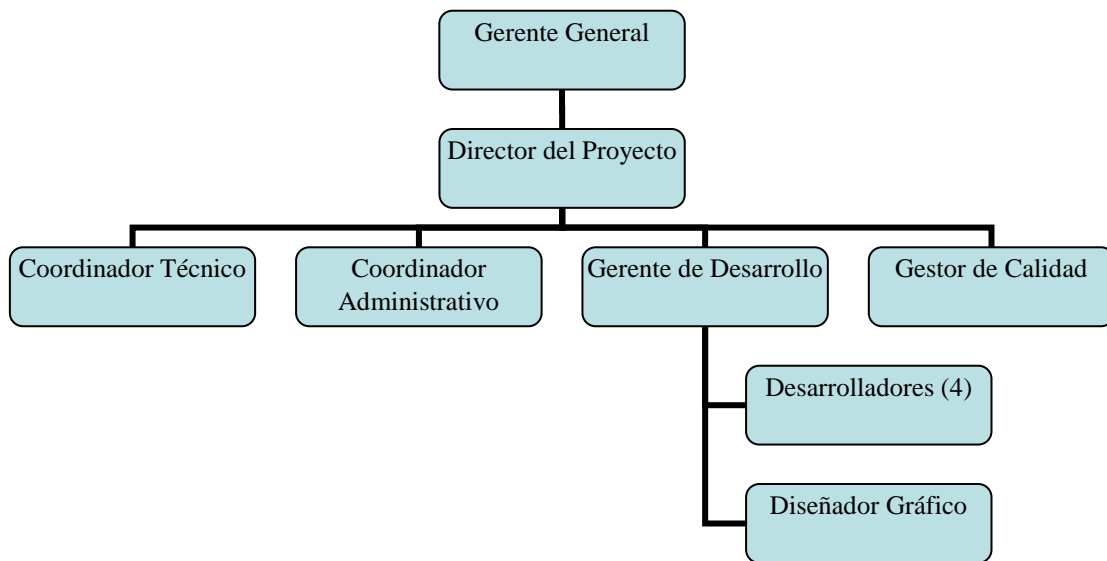 Gerente General
Director del Proyecto
Coordinador Técnico
Coordinador
Administrativo
Gerente de Desarrollo
Gestor de Calidad
Desarrolladores (4)
Diseñador Gráfico